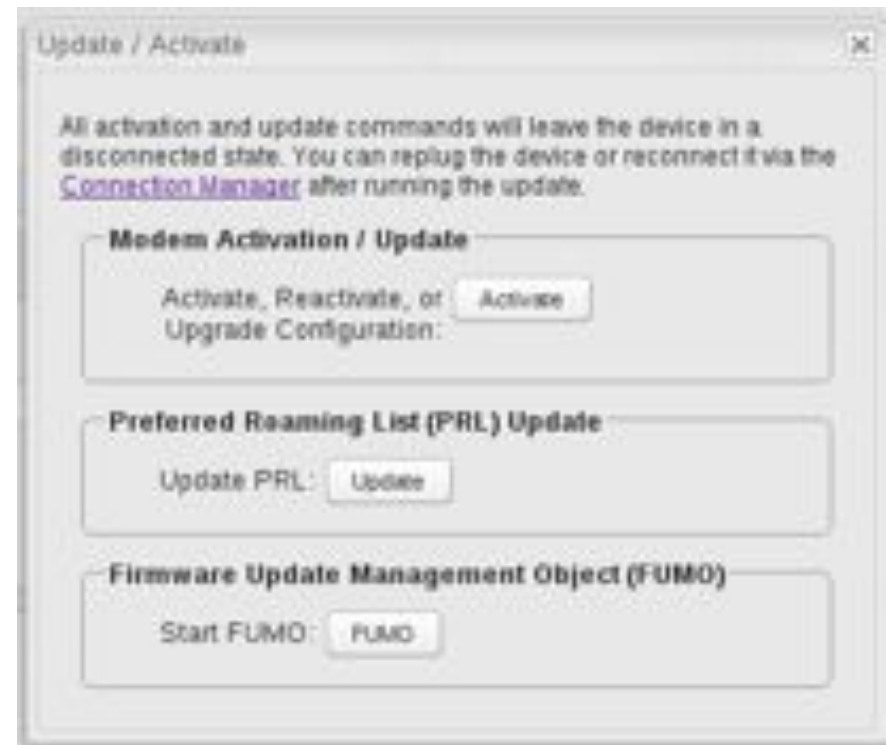 Update / Activate
All activation and update commands will leave the device in a
disconnected state. You can replug the device or reconnect it via the
Connection Manager after running the update.
Modem Activation / Update
Activate, Reactivate, or Activate
Upgrade Configuration:
Preferred Roaming List (PRL) Update
Update PRL: Update
Firmware Update Management Object (FUMO)
Start FUMO: FUMO